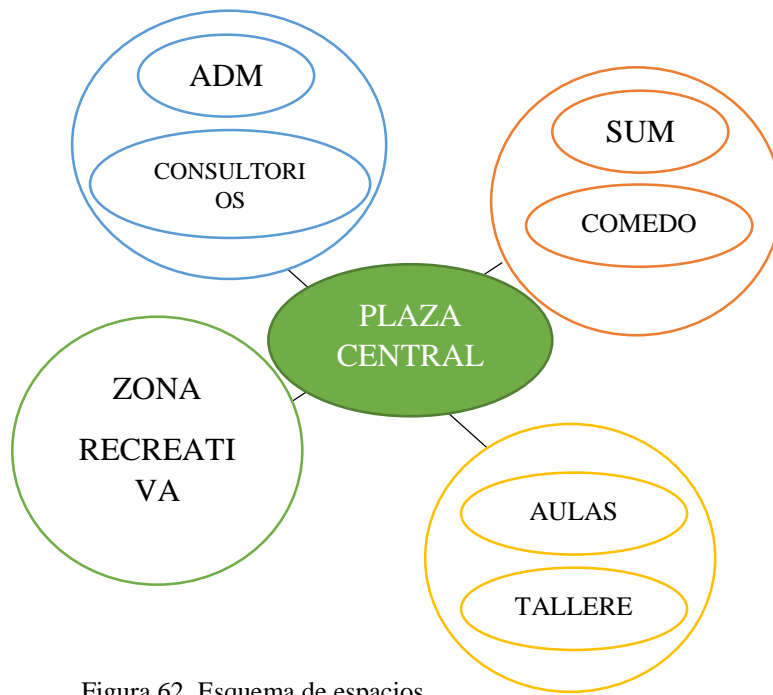 ADM
CONSULTORI
OS
SUM
COMEDO
PLAZA
CENTRAL
ZONA
RECREATI
VA
AULAS
TALLERE
Figura 62. Esquema de espacios